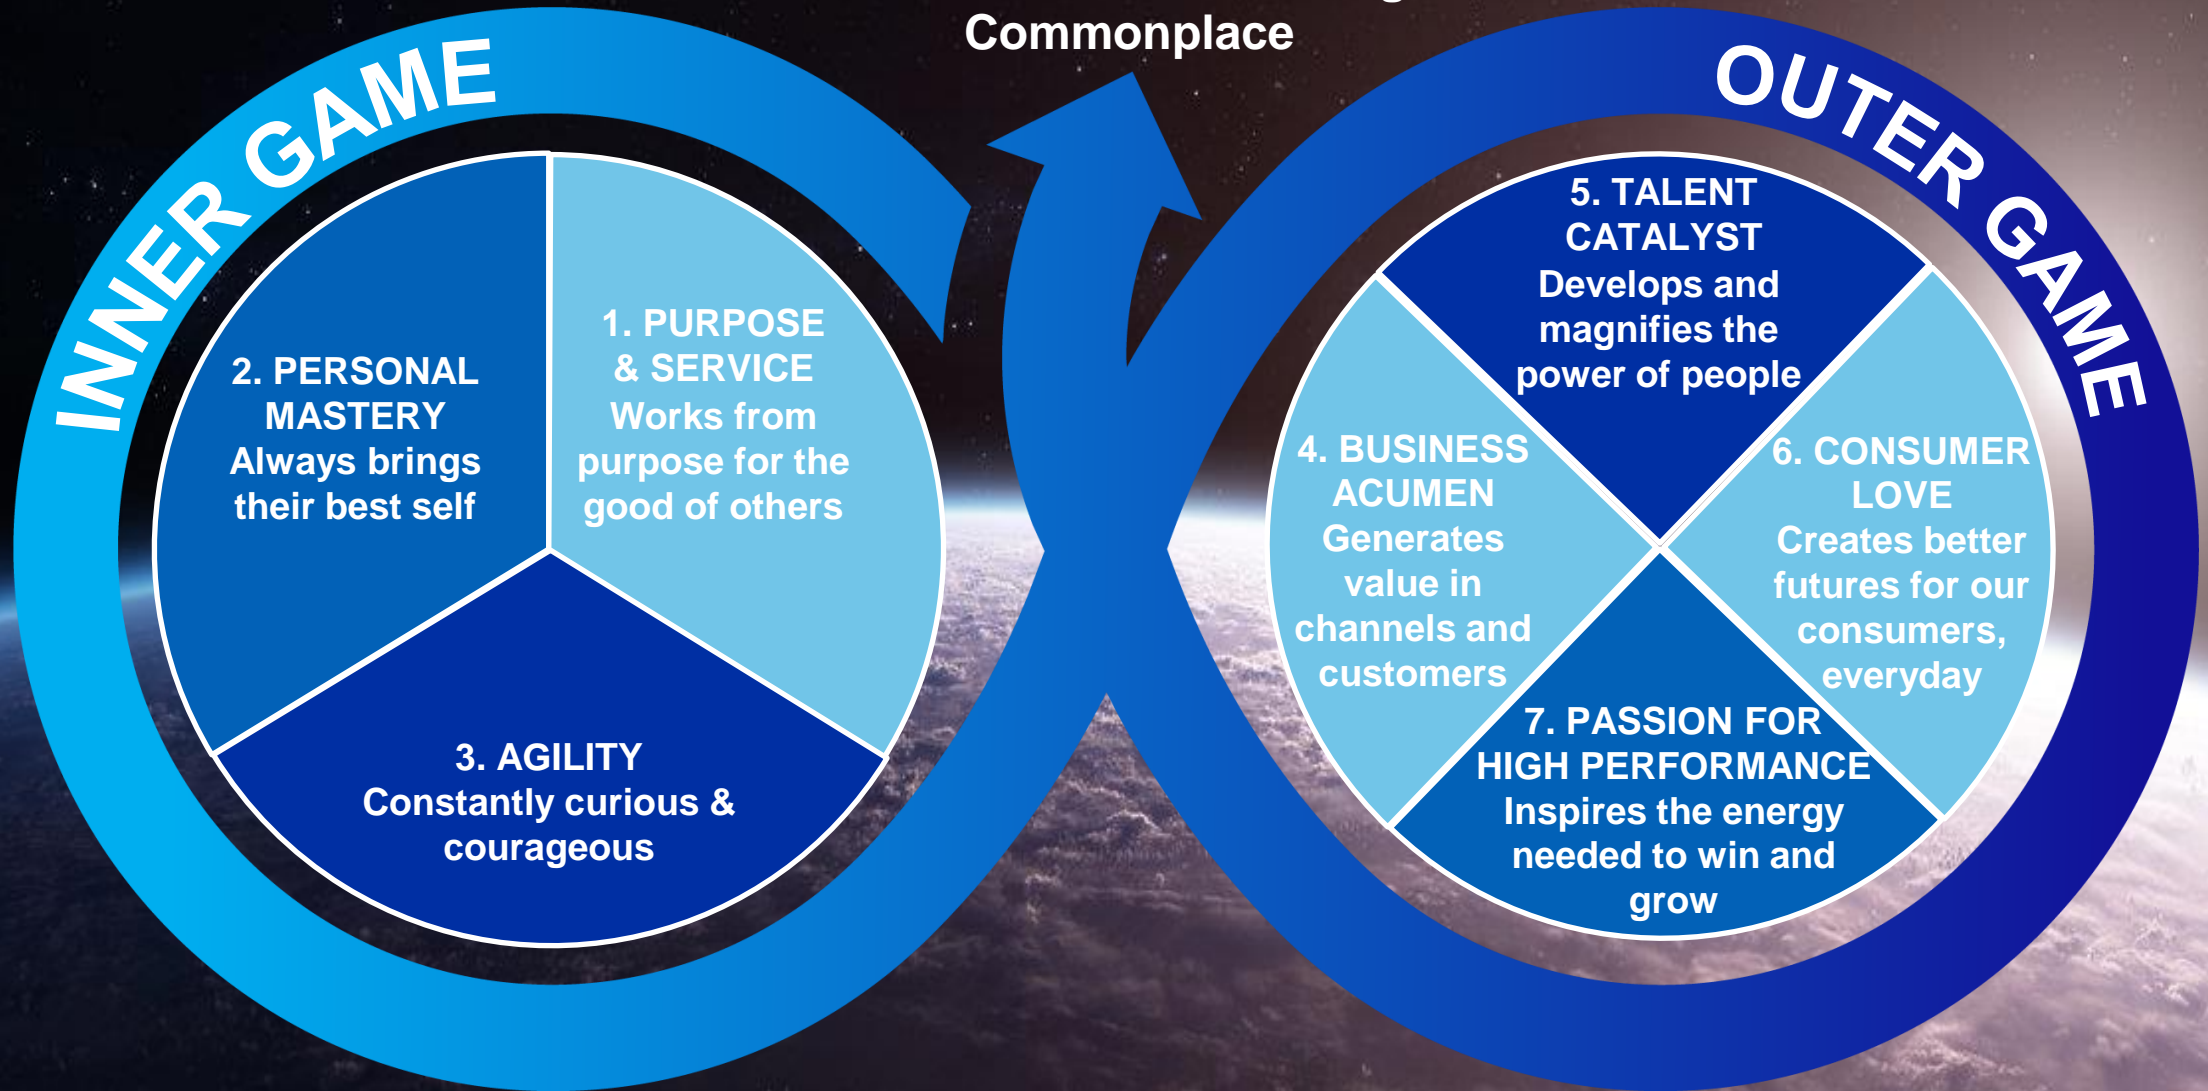 Commonplace
INNER GAME
1. PURPOSE
& SERVICE
Works from
purpose for the
good of others
2. PERSONAL
MASTERY
Always brings
their best self
3. AGILITY
Constantly curious &
courageous
OUTER GAME
4. BUSINESS
ACUMEN
Generates
value in
channels and
customers
5. TALENT
CATALYST
Develops and
magnifies the
power of people
6. CONSUMER
LOVE
Creates better
futures for our
consumers,
everyday
7. PASSION FOR
HIGH PERFORMANCE
Inspires the energy
needed to win and
grow